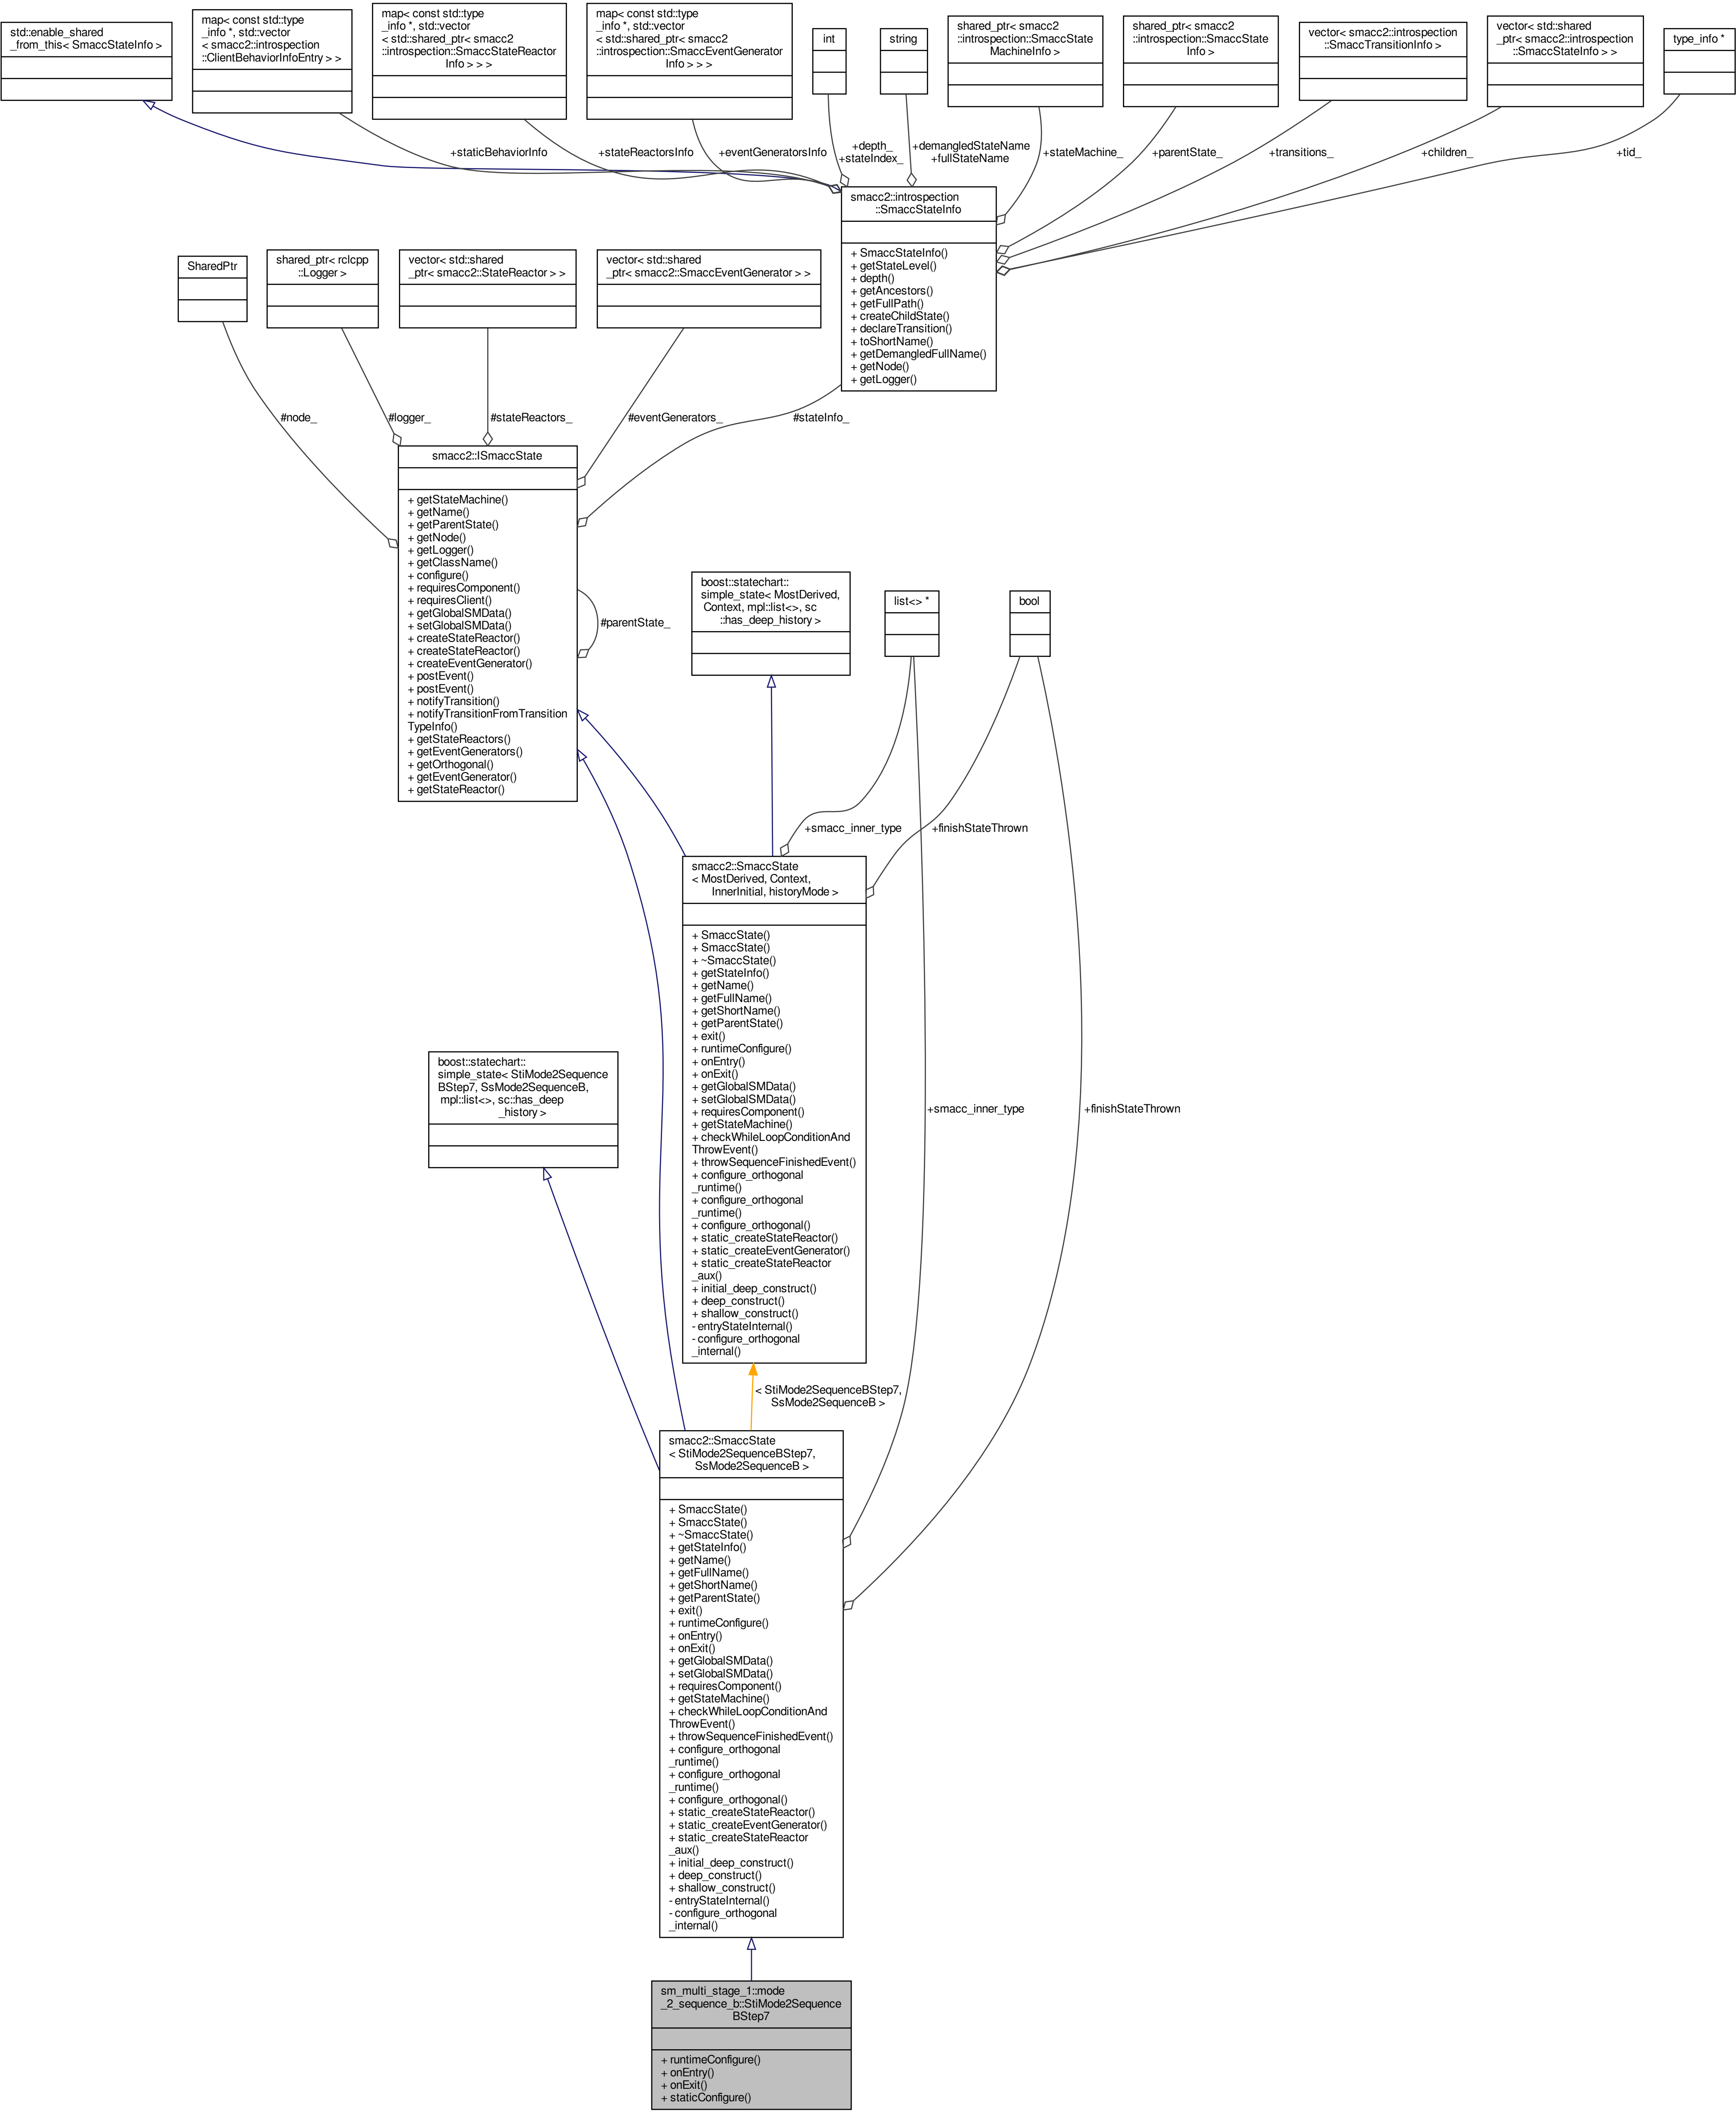 std::enable_shared
_from_this< SmaccStateInfo >
map< const std::type
_info *, std::vector
< smacc2::introspection
::ClientBehaviorInfoEntry > >
map< const std::type
_info *, std::vector
< std::shared_ptr< smacc2
::introspection::SmaccStateReactor
Info > > >
map< const std::type
_info *, std::vector
< std::shared_ptr< smacc2
::introspection::SmaccEventGenerator
Info > > >
int
string
shared_ptr< smacc2
::introspection::SmaccState
MachineInfo >
shared_ptr< smacc2
::introspection::SmaccState
Info >
vector< smacc2::introspection
::SmaccTransitionInfo >
vector< std::shared
_ptr< smacc2::introspection
::SmaccStateInfo > >
type_info *
+staticBehaviorInfo
+stateReactorsInfo
+eventGeneratorsInfo
+depth_
+stateIndex_
+demangledStateName
+fullStateName
+stateMachine_
+parentState_
+transitions_
+children_
+tid_
smacc2::introspection
::SmaccStateInfo
+ SmaccStateInfo()
+ getStateLevel()
+ depth()
+ getAncestors()
+ getFullPath()
+ createChildState()
+ declareTransition()
+ toShortName()
+ getDemangledFullName()
+ getNode()
+ getLogger()
SharedPtr
shared_ptr< rclcpp
::Logger >
vector< std::shared
_ptr< smacc2::StateReactor > >
vector< std::shared
_ptr< smacc2::SmaccEventGenerator > >
#node_
#logger_
#stateReactors_
#eventGenerators_
#stateInfo_
smacc2::ISmaccState
+ getStateMachine()
+ getName()
+ getParentState()
+ getNode()
+ getLogger()
+ getClassName()
+ configure()
+ requiresComponent()
+ requiresClient()
+ getGlobalSMData()
+ setGlobalSMData()
+ createStateReactor()
+ createStateReactor()
+ createEventGenerator()
+ postEvent()
+ postEvent()
+ notifyTransition()
+ notifyTransitionFromTransition
TypeInfo()
+ getStateReactors()
+ getEventGenerators()
+ getOrthogonal()
+ getEventGenerator()
+ getStateReactor()
#parentState_
boost::statechart::
simple_state< MostDerived,
Context, mpl::list<>, sc
::has_deep_history >
list<> *
bool
+smacc_inner_type
+finishStateThrown
smacc2::SmaccState
< MostDerived, Context,
InnerInitial, historyMode >
+ SmaccState()
+ SmaccState()
+ ~SmaccState()
+ getStateInfo()
+ getName()
+ getFullName()
+ getShortName()
+ getParentState()
+ exit()
+ runtimeConfigure()
+ onEntry()
+ onExit()
+ getGlobalSMData()
+ setGlobalSMData()
+ requiresComponent()
+ getStateMachine()
+ checkWhileLoopConditionAnd
ThrowEvent()
+ throwSequenceFinishedEvent()
+ configure_orthogonal
_runtime()
+ configure_orthogonal
_runtime()
+ configure_orthogonal()
+ static_createStateReactor()
+ static_createEventGenerator()
+ static_createStateReactor
_aux()
+ initial_deep_construct()
+ deep_construct()
+ shallow_construct()
- entryStateInternal()
- configure_orthogonal
_internal()
boost::statechart::
simple_state< StiMode2Sequence
BStep7, SsMode2SequenceB,
mpl::list<>, sc::has_deep
_history >
+smacc_inner_type
+finishStateThrown
< StiMode2SequenceBStep7,
SsMode2SequenceB >
smacc2::SmaccState
< StiMode2SequenceBStep7,
SsMode2SequenceB >
+ SmaccState()
+ SmaccState()
+ ~SmaccState()
+ getStateInfo()
+ getName()
+ getFullName()
+ getShortName()
+ getParentState()
+ exit()
+ runtimeConfigure()
+ onEntry()
+ onExit()
+ getGlobalSMData()
+ setGlobalSMData()
+ requiresComponent()
+ getStateMachine()
+ checkWhileLoopConditionAnd
ThrowEvent()
+ throwSequenceFinishedEvent()
+ configure_orthogonal
_runtime()
+ configure_orthogonal
_runtime()
+ configure_orthogonal()
+ static_createStateReactor()
+ static_createEventGenerator()
+ static_createStateReactor
_aux()
+ initial_deep_construct()
+ deep_construct()
+ shallow_construct()
- entryStateInternal()
- configure_orthogonal
_internal()
sm_multi_stage_1::mode
_2_sequence_b::StiMode2Sequence
BStep7
+ runtimeConfigure()
+ onEntry()
+ onExit()
+ staticConfigure()